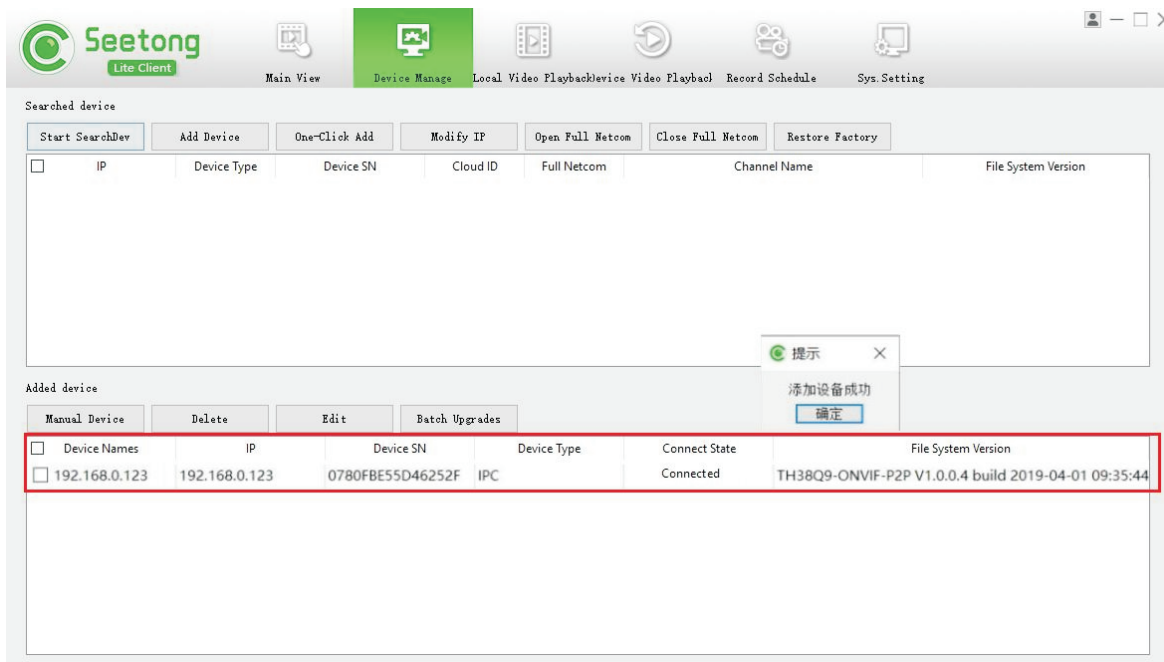 Seetong
Lite Client
Main View
Device Manage
Local Video Playback
Device Video Playback
Record Schedule
Sys.Setting
Searched device
Start SearchDev Add Device One-Click Add Modify IP Open Full Netcom Close Full Netcom Restore Factory
IP Device Type Device SN Cloud ID Full Netcom Channel Name File System Version
提示
添加设备成功
确定
Added device
Manual Device Delete Edit Batch Upgrades
Device Names IP Device SN Device Type Connect State File System Version
192.168.0.123 192.168.0.123 0780FBE55D46252F IPC Connected TH38Q9-ONVIF-P2P V1.0.0.4 build 2019-04-01 09:35:44